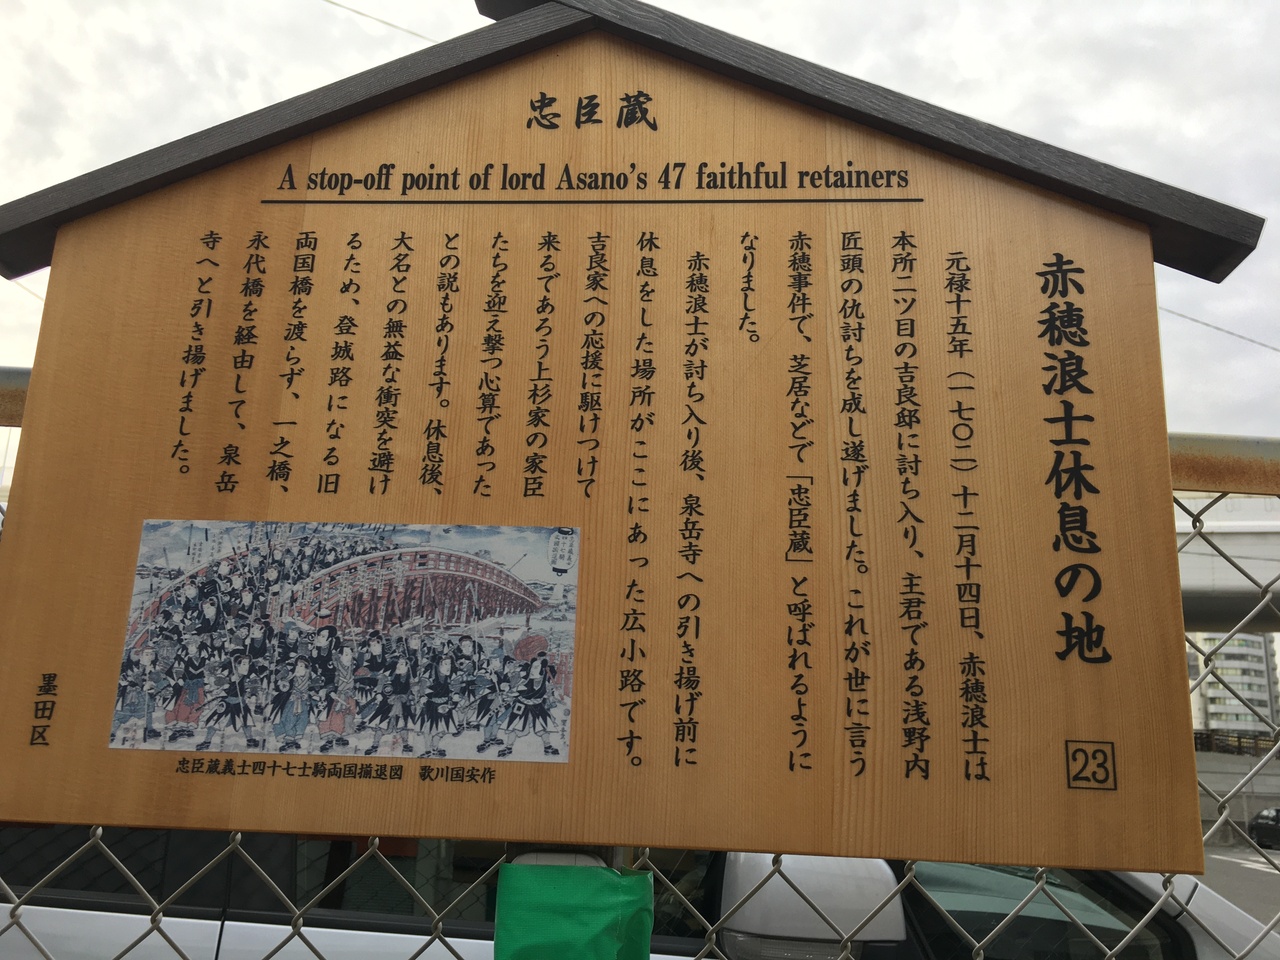 忠臣蔵
A stop-off point of lord Asano's 47 faithful retainers
赤穂浪士休息の地
23
元禄十五年（一七〇二）十二月十四日、赤穂浪士は
本所二ツ目の吉良邸に討ち入り、主君である浅野内
匠頭の仇討ちを成し遂げました。これが世に言う
赤穂事件で、芝居などで「忠臣蔵」と呼ばれるように
なりました。
赤穂浪士が討ち入り後、泉岳寺への引き揚げ前に
休息をした場所がここにあった広小路です。
吉良家への応援に駆けつけて
来るであろう上杉家の家臣
たちを迎え撃つ心算であった
との説もあります。休息後、
大名との無益な衝突を避け
るため、登城路になる旧
両国橋を渡らず、一之橋、
永代橋を経由して、泉岳
寺へと引き揚げました。
忠臣蔵義士四十七士騎両国揃退図　歌川国安作
墨田区